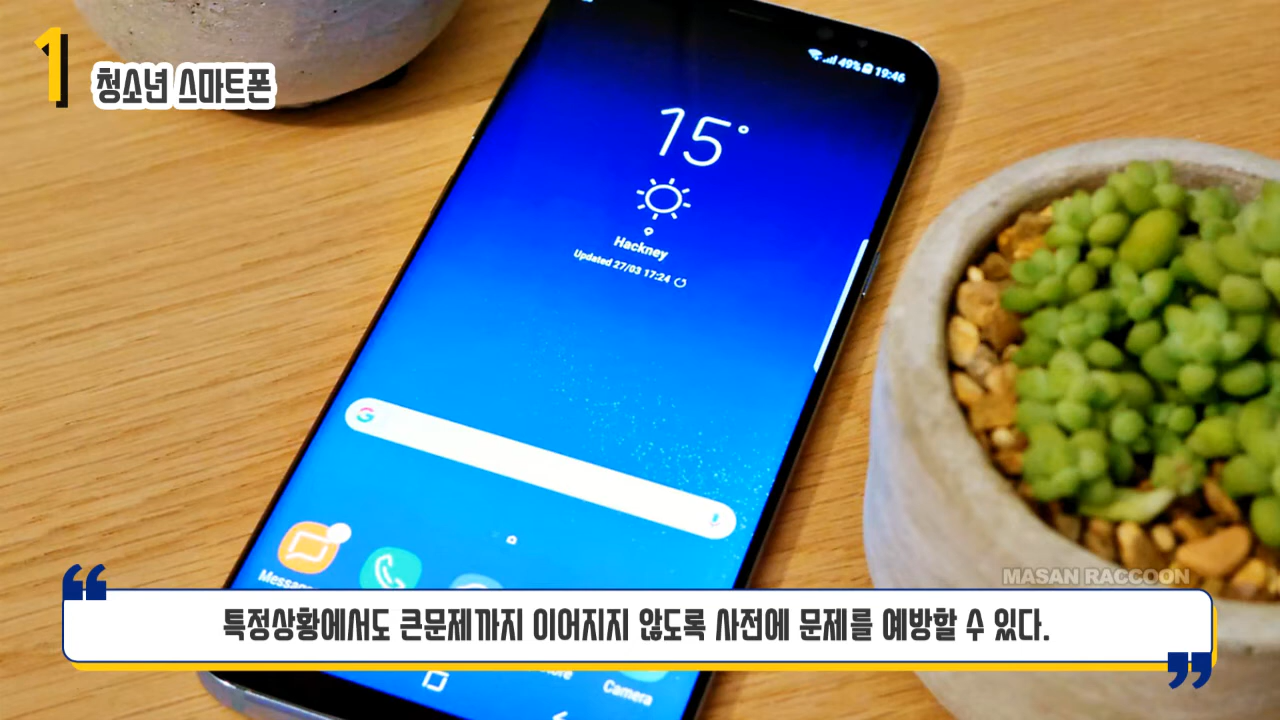 1
청소년 스마트폰
49% 19:46
15°
Hackney
Updated 27/03 17:24
G
MASAN RACCOON
“
특정상황에서도 큰문제까지 이어지지 않도록 사전에 문제를 예방할 수 있다.
”
Camera